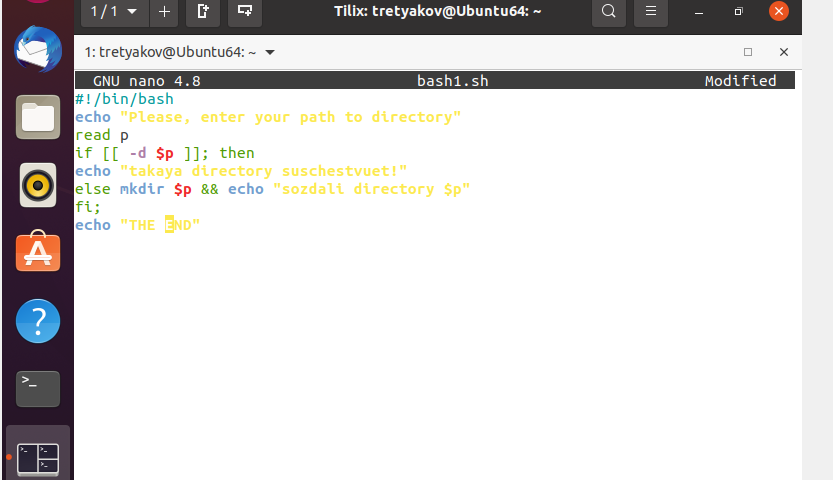 1 / 1
Tilix: tretyakov@Ubuntu64: ~
1: tretyakov@Ubuntu64: ~
GNU nano 4.8 bash1.sh Modified
#!/bin/bash
echo "Please, enter your path to directory"
read p
if [[ -d $p ]]; then
echo "takaya directory suschestvuet!"
else mkdir $p && echo "sozdali directory $p"
fi;
echo "THE END"